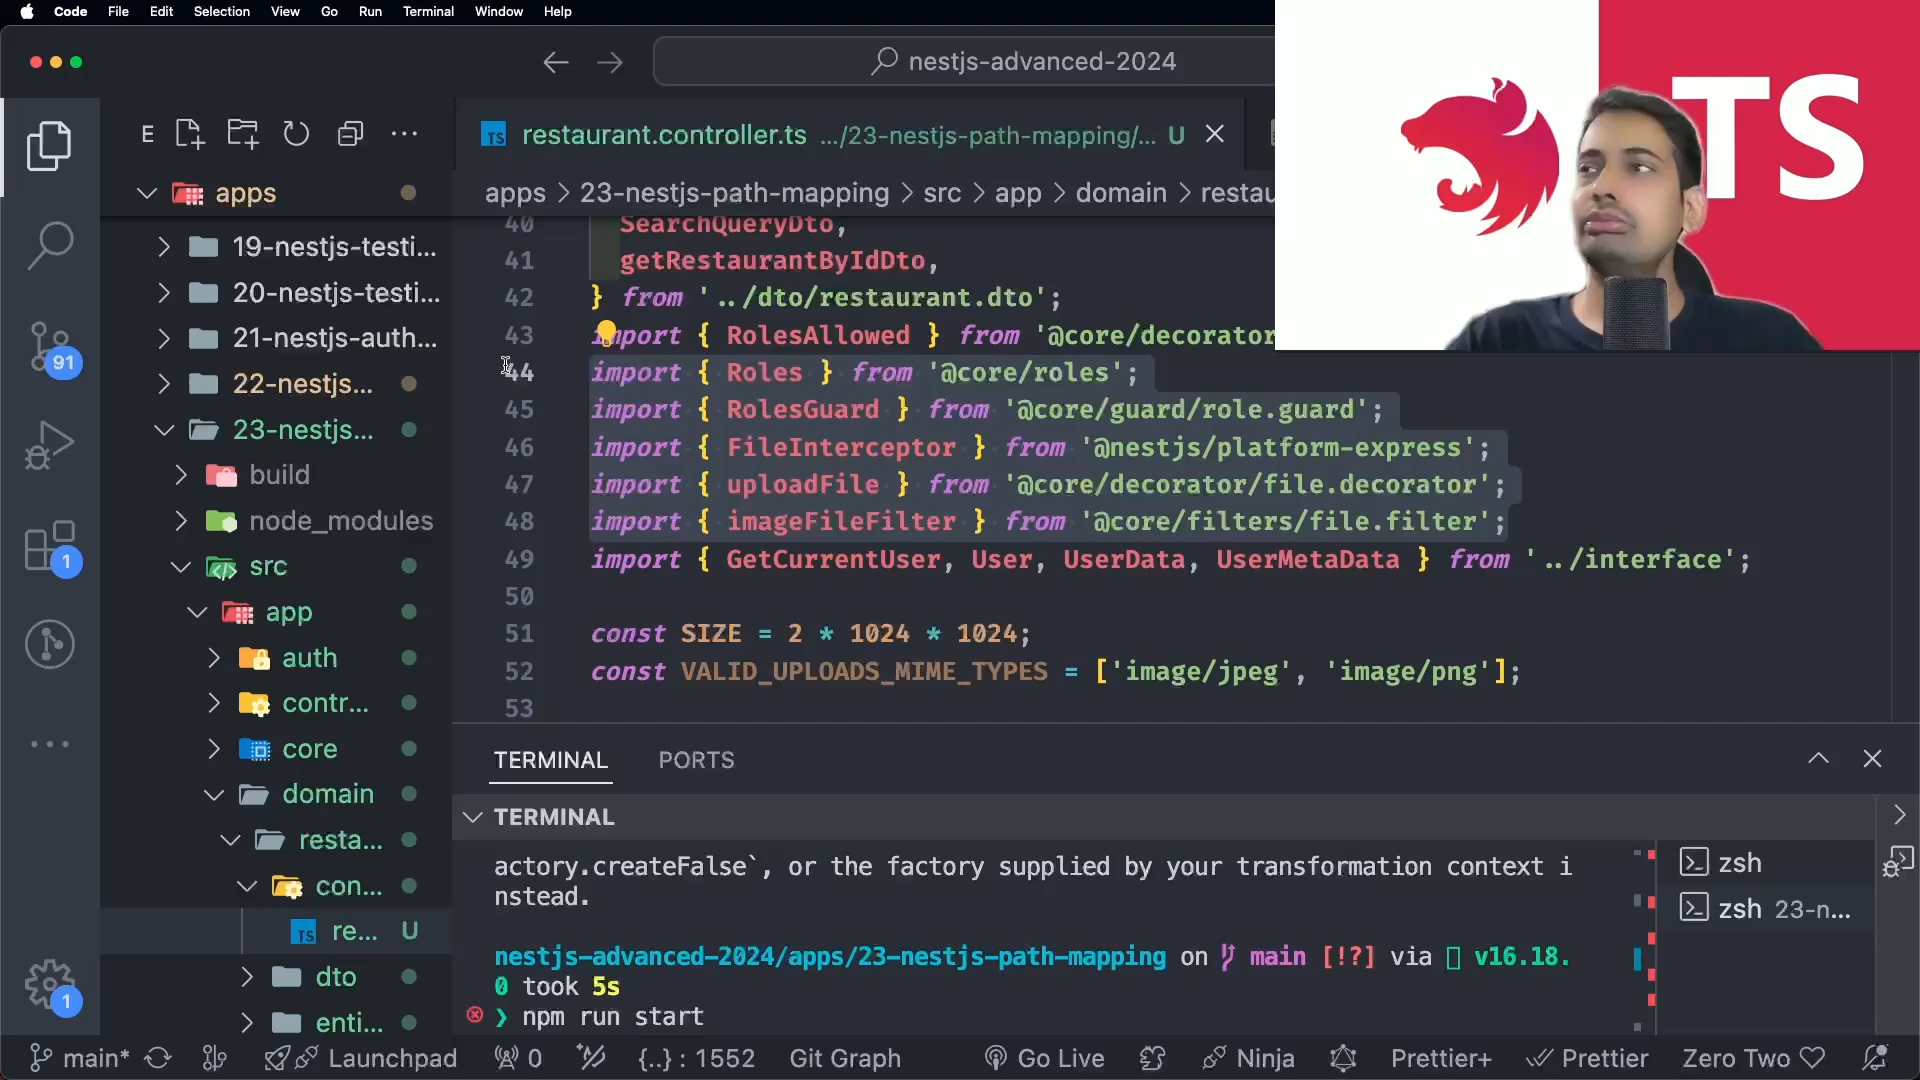 Code File Edit Selection View Go Run Terminal Window Help
nestjs-advanced-2024
TS
E
restaurant.controller.ts .../23-nestjs-path-mapping/... U
apps
apps > 23-nestjs-path-mapping > src > app > domain > restau
19-nestjs-testi...
20-nestjs-testi...
21-nestjs-auth...
22-nestjs...
23-nestjs...
build
node_modules
src
app
auth
contr...
core
domain
resta...
con...
TS re... U
dto
enti...
91
1
1
40 SearchQueryDto,
41 getRestaurantByIdDto,
42 } from '../dto/restaurant.dto';
43 import { RolesAllowed } from '@core/decorator
44 import { Roles } from '@core/roles';
45 import { RolesGuard } from '@core/guard/role.guard';
46 import { FileInterceptor } from '@nestjs/platform-express';
47 import { uploadFile } from '@core/decorator/file.decorator';
48 import { imageFileFilter } from '@core/filters/file.filter';
49 import { GetCurrentUser, User, UserData, UserMetaData } from '../interface';
50
51 const SIZE = 2 * 1024 * 1024;
52 const VALID_UPLOADS_MIME_TYPES = ['image/jpeg', 'image/png'];
53
TERMINAL PORTS
TERMINAL
actory.createFalse`, or the factory supplied by your transformation context i
nstead.
nestjs-advanced-2024/apps/23-nestjs-path-mapping on main [!?] via v16.18.
0 took 5s
❯ npm run start
zsh
zsh 23-n...
main* Launchpad 0 {..} : 1552 Git Graph Go Live Ninja Prettier+ Prettier Zero Two